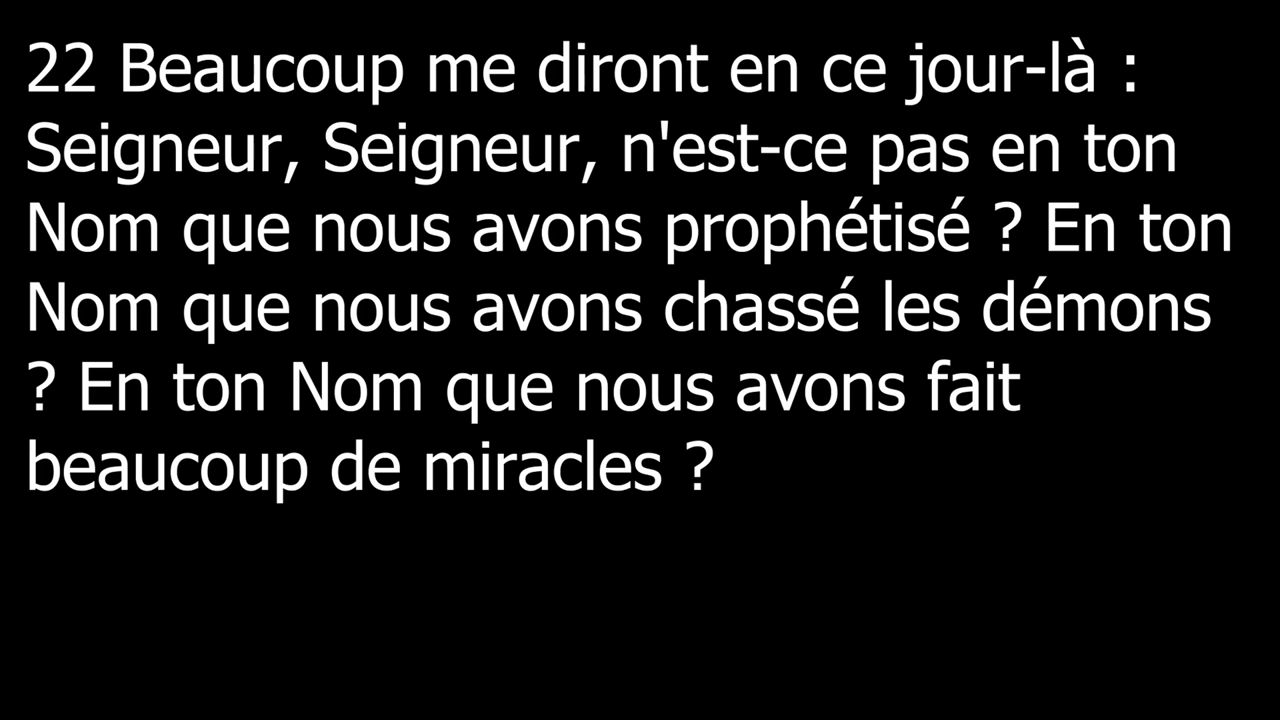 22 Beaucoup me diront en ce jour-là :
Seigneur, Seigneur, n'est-ce pas en ton
Nom que nous avons prophétisé ? En ton
Nom que nous avons chassé les démons
? En ton Nom que nous avons fait
beaucoup de miracles ?